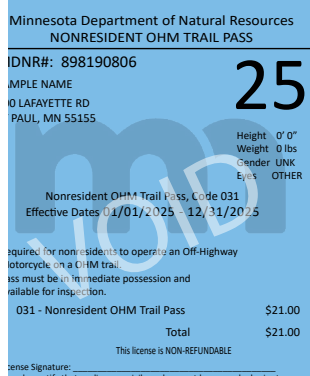 Minnesota Department of Natural Resources
NONRESIDENT OHM TRAIL PASS
IDNR#: 898190806
25
AMPLE NAME
00 LAFAYETTE RD
PAUL, MN 55155
Height 0' 0"
Weight 0 lbs
Gender UNK
Eyes OTHER
Nonresident OHM Trail Pass, Code 031
Effective Dates 01/01/2025 - 12/31/2025
VOID
equired for nonresidents to operate an Off-Highway
Motorcycle on a OHM trail.
ass must be in immediate possession and
vailable for inspection.
031 - Nonresident OHM Trail Pass $21.00
Total $21.00
This license is NON-REFUNDABLE
cense Signature: